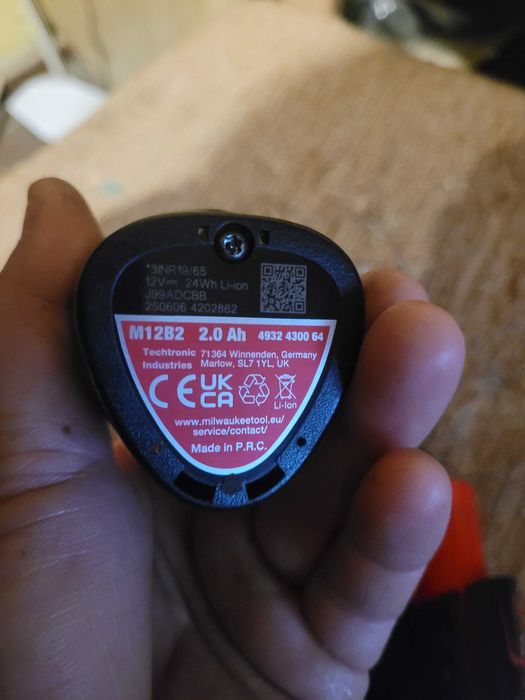 *3INR19/65
12V⎓ 24Wh Li-ion
J99ADCBB
250606 4202862
M12B2 2.0 Ah 4932 4300 64
Techtronic Industries
71364 Winnenden, Germany
Marlow, SL7 1YL, UK
CE UK CA
Li-Ion
www.milwaukeetool.eu/
service/contact/
Made in P.R.C.